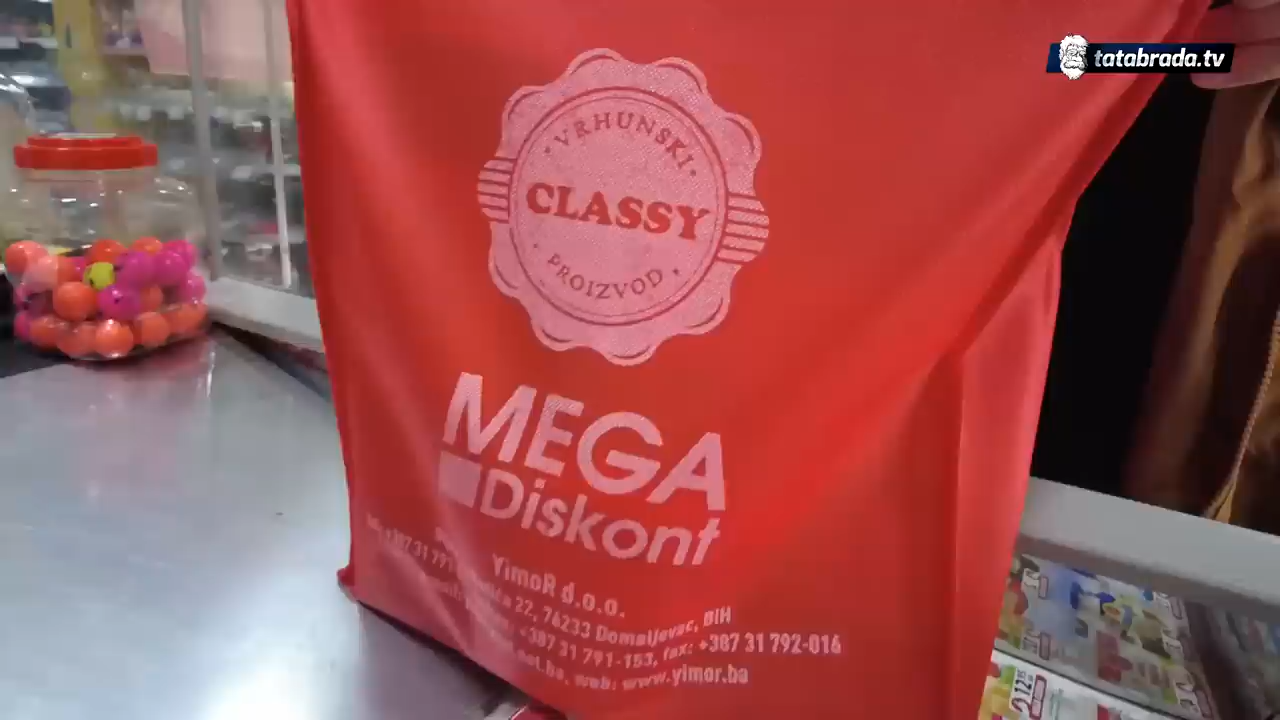 tatabrada.tv
VRHUNSKI
CLASSY
PROIZVOD
MEGA
Diskont
YimoR d.o.o.
22, 76233 Domaljevac, BiH
+387 31 791-153, fax: +387 31 792-016
web: www.yimor.ba